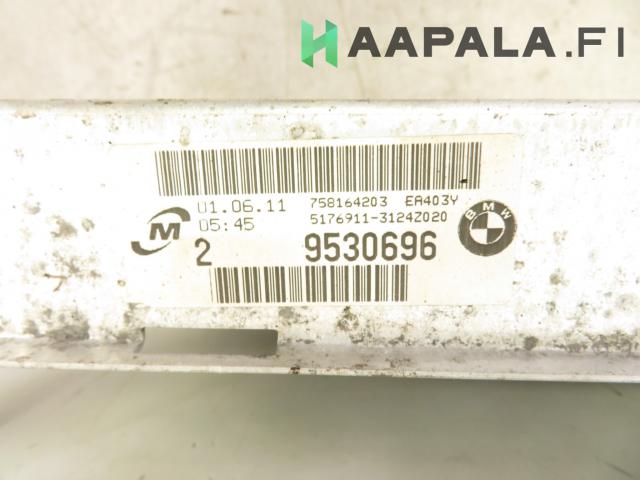 HAAPALA.FI
01.06.11 758164203 EA403Y
05:45 5176911-3124Z020
M
2 9530696
BMW